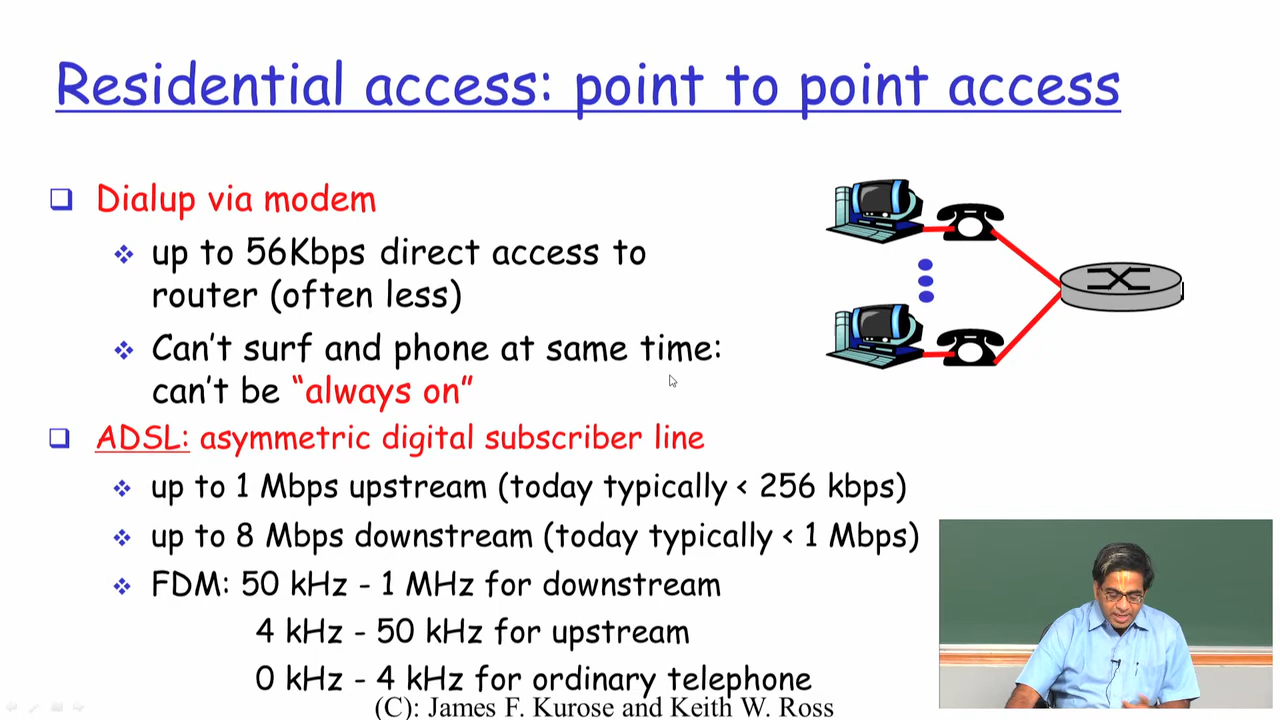 Residential access: point to point access
Dialup via modem
up to 56Kbps direct access to
router (often less)
Can't surf and phone at same time:
can't be “always on”
ADSL: asymmetric digital subscriber line
up to 1 Mbps upstream (today typically < 256 kbps)
up to 8 Mbps downstream (today typically < 1 Mbps)
FDM: 50 kHz - 1 MHz for downstream
4 kHz - 50 kHz for upstream
0 kHz - 4 kHz for ordinary telephone
(C): James F. Kurose and Keith W. Ross